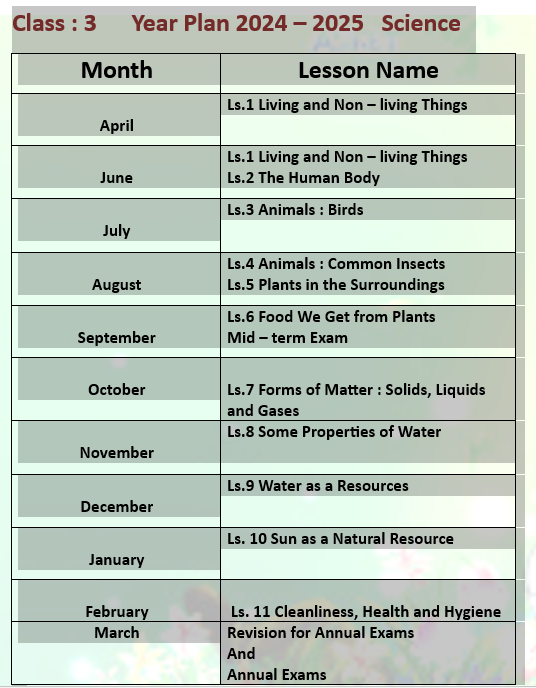 Class : 3 Year Plan 2024 – 2025 Science
Month Lesson Name
April Ls.1 Living and Non – living Things
June Ls.1 Living and Non – living Things
Ls.2 The Human Body
July Ls.3 Animals : Birds
August Ls.4 Animals : Common Insects
Ls.5 Plants in the Surroundings
September Ls.6 Food We Get from Plants
Mid – term Exam
October Ls.7 Forms of Matter : Solids, Liquids
and Gases
November Ls.8 Some Properties of Water
December Ls.9 Water as a Resources
January Ls. 10 Sun as a Natural Resource
February Ls. 11 Cleanliness, Health and Hygiene
March Revision for Annual Exams
And
Annual Exams